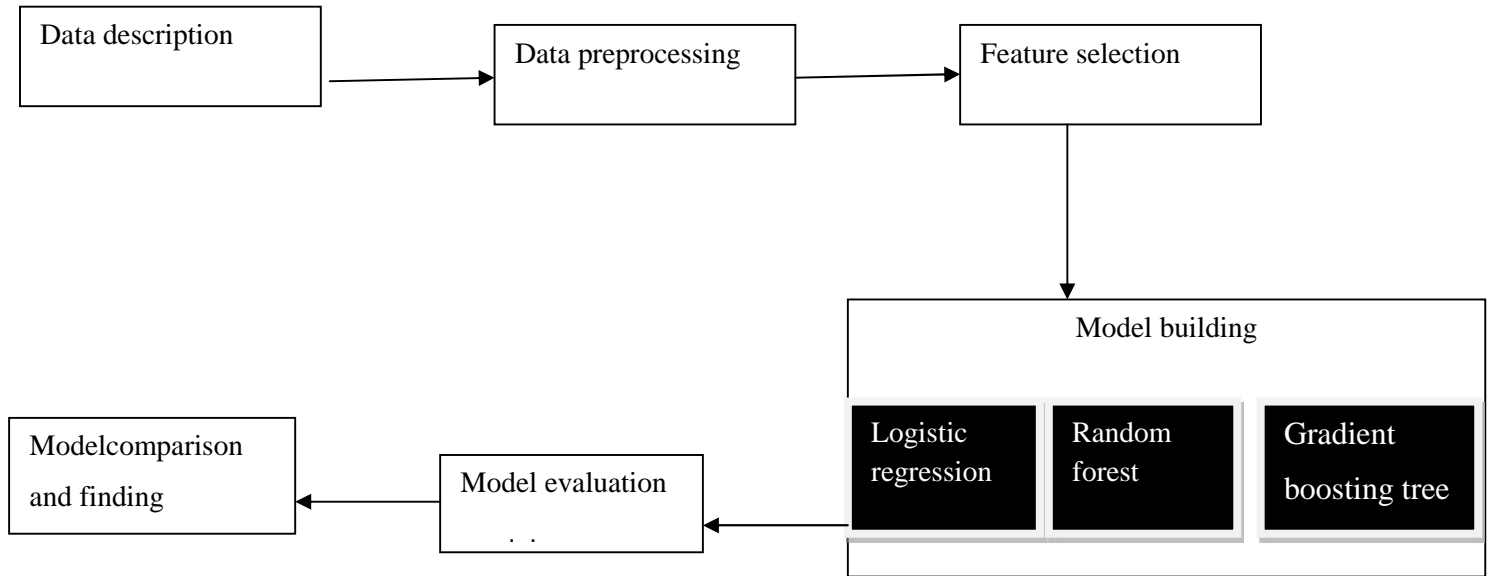 Data description
Data preprocessing
Feature selection
Model building
Logistic
regression
Random
forest
Gradient
boosting tree
Model evaluation
Modelcomparison
and finding